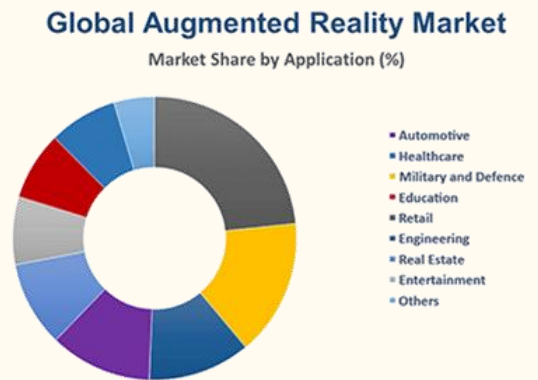 Global Augmented Reality Market
Market Share by Application (%)
Automotive
Healthcare
Military and Defence
Education
Retail
Engineering
Real Estate
Entertainment
Others